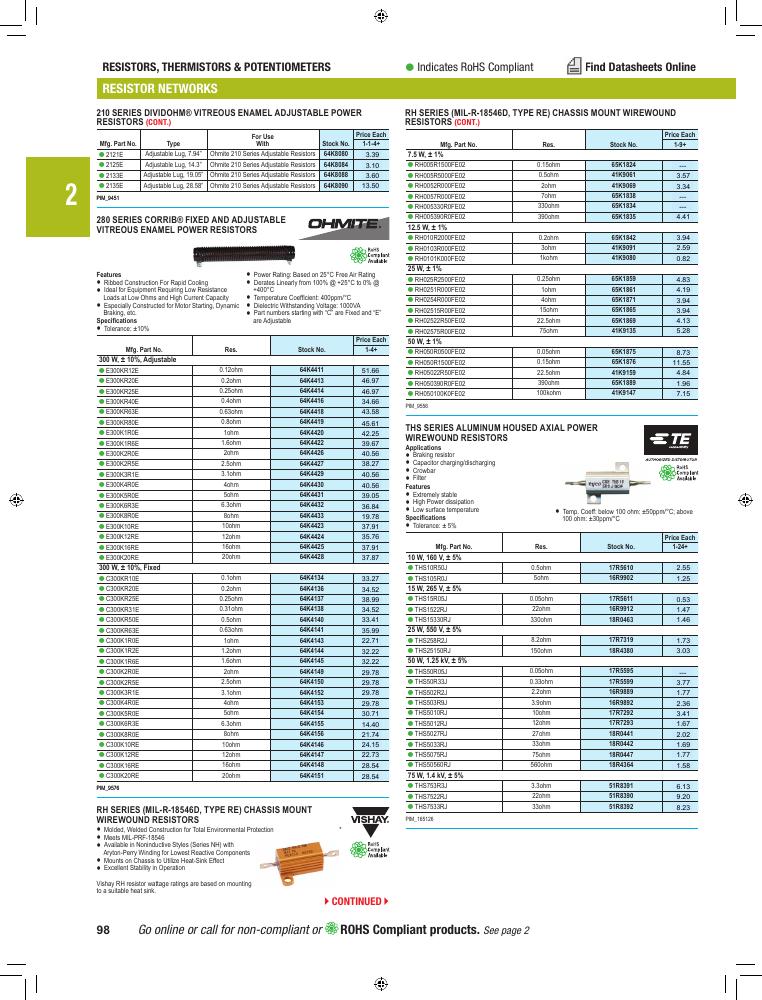 RESISTORS, THERMISTORS & POTENTIOMETERS
● Indicates RoHS Compliant
Find Datasheets Online
RESISTOR NETWORKS
2
210 SERIES DIVIDOHM® VITREOUS ENAMEL ADJUSTABLE POWER
RESISTORS (CONT.)
Mfg. Part No. Type For Use With Stock No. Price Each 1-1-4+
● 2121E Adjustable Lug, 7.94" Ohmite 210 Series Adjustable Resistors 64K8080 3.39
● 2125E Adjustable Lug, 14.3" Ohmite 210 Series Adjustable Resistors 64K8084 3.10
● 2133E Adjustable Lug, 19.05" Ohmite 210 Series Adjustable Resistors 64K8088 3.60
● 2135E Adjustable Lug, 28.58" Ohmite 210 Series Adjustable Resistors 64K8090 13.50
PIM_9451
280 SERIES CORRIB® FIXED AND ADJUSTABLE
VITREOUS ENAMEL POWER RESISTORS
OHMITE®
RoHS
Compliant
Available
Features
● Ribbed Construction For Rapid Cooling
● Ideal for Equipment Requiring Low Resistance
Loads at Low Ohms and High Current Capacity
● Especially Constructed for Motor Starting, Dynamic
Braking, etc.
Specifications
● Tolerance: ±10%
● Power Rating: Based on 25°C Free Air Rating
● Derates Linearly from 100% @ +25°C to 0% @
+400°C
● Temperature Coefficient: 400ppm/°C
● Dielectric Withstanding Voltage: 1000VA
● Part numbers starting with "C" are Fixed and "E"
are Adjustable
Mfg. Part No. Res. Stock No. Price Each 1-4+
300 W, ± 10%, Adjustable
● E300KR12E 0.12ohm 64K4411 51.66
● E300KR20E 0.2ohm 64K4413 46.97
● E300KR25E 0.25ohm 64K4414 46.97
● E300KR40E 0.4ohm 64K4416 34.66
● E300KR63E 0.63ohm 64K4418 43.58
● E300KR80E 0.8ohm 64K4419 45.61
● E300K1R0E 1ohm 64K4420 42.25
● E300K1R6E 1.6ohm 64K4422 39.67
● E300K2R0E 2ohm 64K4426 40.56
● E300K2R5E 2.5ohm 64K4427 38.27
● E300K3R1E 3.1ohm 64K4429 40.56
● E300K4R0E 4ohm 64K4430 40.56
● E300K5R0E 5ohm 64K4431 39.05
● E300K6R3E 6.3ohm 64K4432 36.84
● E300K8R0E 8ohm 64K4433 19.78
● E300K10RE 10ohm 64K4423 37.91
● E300K12RE 12ohm 64K4424 35.76
● E300K16RE 16ohm 64K4425 37.91
● E300K20RE 20ohm 64K4428 37.87
300 W, ± 10%, Fixed
● C300KR10E 0.1ohm 64K4134 33.27
● C300KR20E 0.2ohm 64K4136 34.52
● C300KR25E 0.25ohm 64K4137 38.99
● C300KR31E 0.31ohm 64K4138 34.52
● C300KR50E 0.5ohm 64K4140 33.41
● C300KR63E 0.63ohm 64K4141 35.99
● C300K1R0E 1ohm 64K4143 22.71
● C300K1R2E 1.2ohm 64K4144 32.22
● C300K1R6E 1.6ohm 64K4145 32.22
● C300K2R0E 2ohm 64K4149 29.78
● C300K2R5E 2.5ohm 64K4150 29.78
● C300K3R1E 3.1ohm 64K4152 29.78
● C300K4R0E 4ohm 64K4153 29.78
● C300K5R0E 5ohm 64K4154 30.71
● C300K6R3E 6.3ohm 64K4155 14.40
● C300K8R0E 8ohm 64K4156 21.74
● C300K10RE 10ohm 64K4146 24.15
● C300K12RE 12ohm 64K4147 22.73
● C300K16RE 16ohm 64K4148 28.54
● C300K20RE 20ohm 64K4151 28.54
PIM_9576
RH SERIES (MIL-R-18546D, TYPE RE) CHASSIS MOUNT
WIREWOUND RESISTORS
VISHAY.
● Molded, Welded Construction for Total Environmental Protection
● Meets MIL-PRF-18546
● Available in Noninductive Styles (Series NH) with
Aryton-Perry Winding for Lowest Reactive Components
● Mounts on Chassis to Utilize Heat-Sink Effect
● Excellent Stability in Operation
RoHS
Compliant
Available
Vishay RH resistor wattage ratings are based on mounting
to a suitable heat sink.
CONTINUED
RH SERIES (MIL-R-18546D, TYPE RE) CHASSIS MOUNT WIREWOUND
RESISTORS (CONT.)
Mfg. Part No. Res. Stock No. Price Each 1-9+
7.5 W, ± 1%
● RH005R1500FE02 0.15ohm 65K1824 ---
● RH005R5000FE02 0.5ohm 41K9061 3.57
● RH0052R000FE02 2ohm 41K9069 3.34
● RH0057R000FE02 7ohm 65K1838 ---
● RH005330R0FE02 330ohm 65K1834 ---
● RH005390R0FE02 390ohm 65K1835 4.41
12.5 W, ± 1%
● RH010R2000FE02 0.2ohm 65K1842 3.94
● RH0103R000FE02 3ohm 41K9091 2.59
● RH0101K000FE02 1kohm 41K9080 0.82
25 W, ± 1%
● RH025R2500FE02 0.25ohm 65K1859 4.83
● RH0251R000FE02 1ohm 65K1861 4.19
● RH0254R000FE02 4ohm 65K1871 3.94
● RH02515R00FE02 15ohm 65K1865 3.94
● RH02522R50FE02 22.5ohm 65K1869 4.13
● RH02575R00FE02 75ohm 41K9135 5.28
50 W, ± 1%
● RH050R0500FE02 0.05ohm 65K1875 8.73
● RH050R1500FE02 0.15ohm 65K1876 11.55
● RH05022R50FE02 22.5ohm 41K9159 4.84
● RH050390R0FE02 390ohm 65K1889 1.96
● RH050100K0FE02 100kohm 41K9147 7.15
PIM_9556
THS SERIES ALUMINUM HOUSED AXIAL POWER
WIREWOUND RESISTORS
TE
AUTHORIZED DISTRIBUTOR
RoHS
Compliant
Available
Applications
● Braking resistor
● Capacitor charging/discharging
● Crowbar
● Filter
Features
● Extremely stable
● High Power dissipation
● Low surface temperature
Specifications
● Tolerance: ± 5%
● Temp. Coeff: below 100 ohm: ±50ppm/°C; above
100 ohm: ±30ppm/°C
Mfg. Part No. Res. Stock No. Price Each 1-24+
10 W, 160 V, ± 5%
● THS10R50J 0.5ohm 17R5610 2.55
● THS105R0J 5ohm 16R9902 1.25
15 W, 265 V, ± 5%
● THS15R05J 0.05ohm 17R5611 0.53
● THS1522RJ 22ohm 16R9912 1.47
● THS15330RJ 330ohm 18R0463 1.46
25 W, 550 V, ± 5%
● THS258R2J 8.2ohm 17R7319 1.73
● THS25150RJ 150ohm 18R4380 3.03
50 W, 1.25 kV, ± 5%
● THS50R05J 0.05ohm 17R5595 ---
● THS50R33J 0.33ohm 17R5599 3.77
● THS502R2J 2.2ohm 16R9889 1.77
● THS503R9J 3.9ohm 16R9892 2.36
● THS5010RJ 10ohm 17R7292 3.41
● THS5012RJ 12ohm 17R7293 1.67
● THS5027RJ 27ohm 18R0441 2.02
● THS5033RJ 33ohm 18R0442 1.69
● THS5075RJ 75ohm 18R0447 1.77
● THS50560RJ 560ohm 18R4364 1.58
75 W, 1.4 kV, ± 5%
● THS753R3J 3.3ohm 51R8391 6.13
● THS7522RJ 22ohm 51R8390 9.20
● THS7533RJ 33ohm 51R8392 8.23
PIM_165126
98 Go online or call for non-compliant or ROHS Compliant products. See page 2